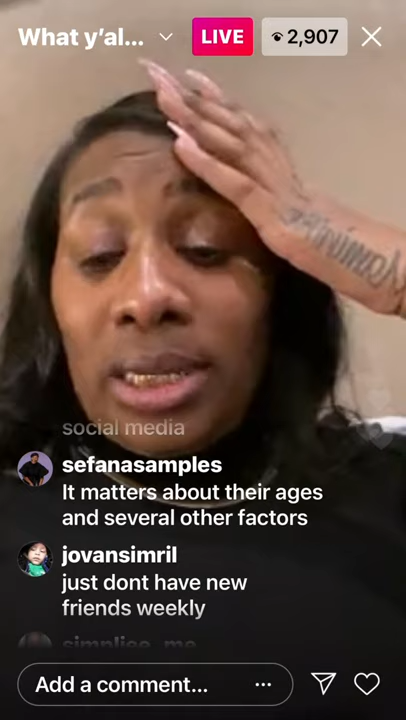 What y'al...
LIVE
2,907
social media
sefanasamples
It matters about their ages
and several other factors
jovansimril
just dont have new
friends weekly
simpliee_me
Add a comment...